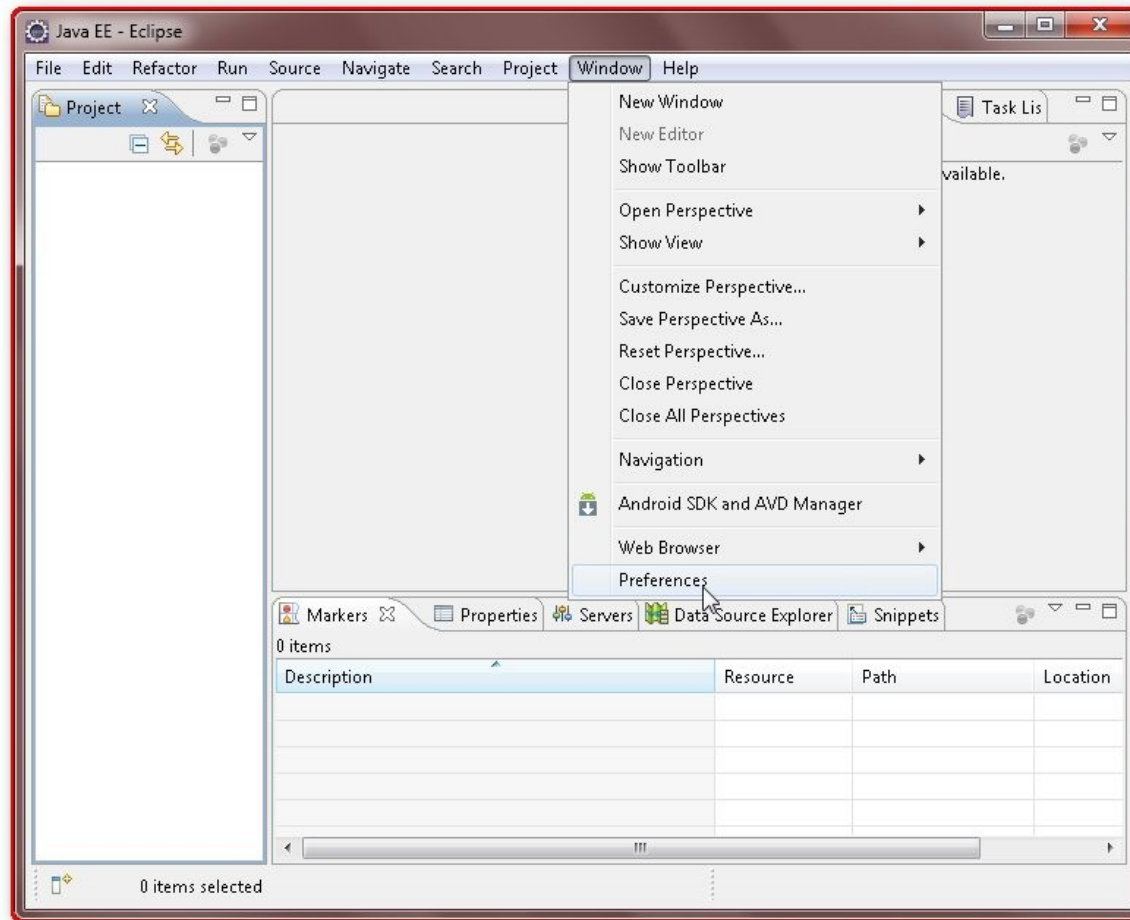 Java EE - Eclipse
File Edit Refactor Run Source Navigate Search Project Window Help
Project
Task Lis
New Window
New Editor
Show Toolbar
vailable.
Open Perspective
Show View
Customize Perspective...
Save Perspective As...
Reset Perspective...
Close Perspective
Close All Perspectives
Navigation
Android SDK and AVD Manager
Web Browser
Preferences
Markers Properties Servers Data Source Explorer Snippets
0 items
Description Resource Path Location
0 items selected